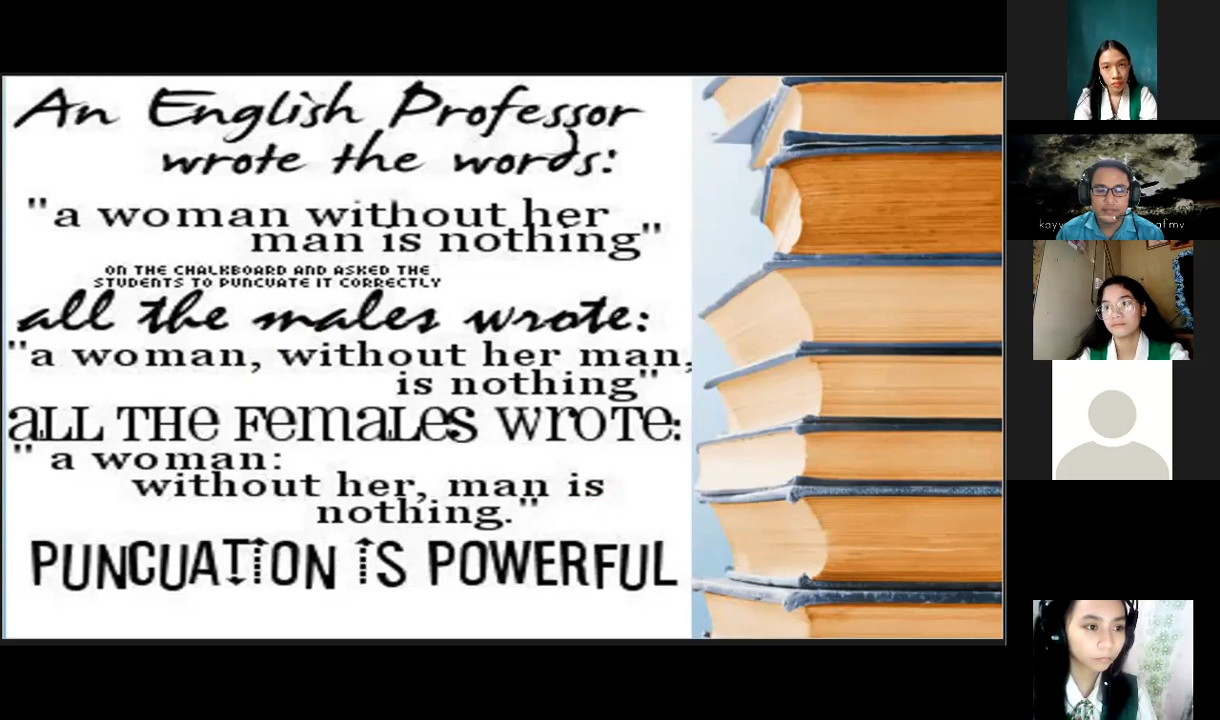 An English Professor
wrote the words:
"a woman without her
man is nothing"
ON THE CHALKBOARD AND ASKED THE
STUDENTS TO PUNCUATE IT CORRECTLY
all the males wrote:
"a woman, without her man,
is nothing"
aLL THe FemaLes wroTe:
" a woman:
without her, man is
nothing."
PUNCUATION IS POWERFUL